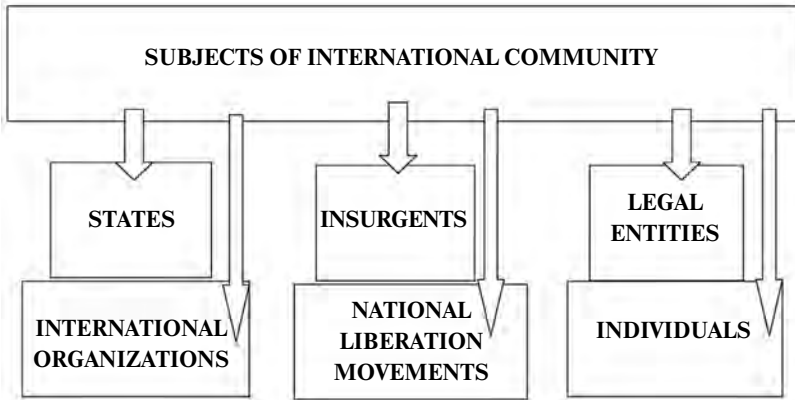 SUBJECTS OF INTERNATIONAL COMMUNITY
STATES
INSURGENTS
LEGAL
ENTITIES
INTERNATIONAL
ORGANIZATIONS
NATIONAL
LIBERATION
MOVEMENTS
INDIVIDUALS